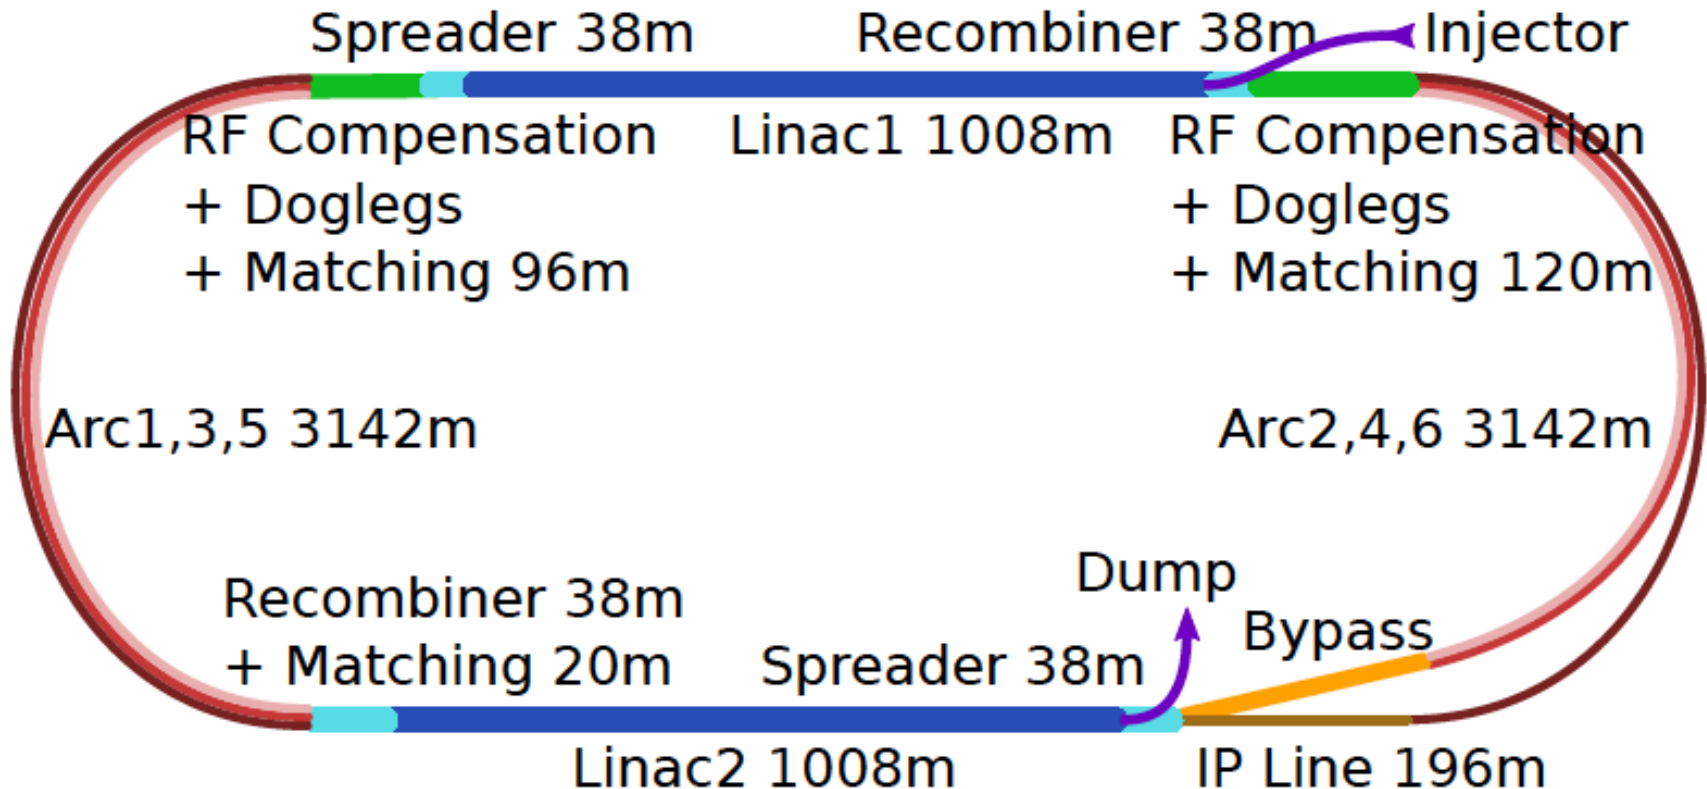 Spreader 38m
Recombiner 38m
Injector
RF Compensation
+ Doglegs
+ Matching 96m
Linac1 1008m
RF Compensation
+ Doglegs
+ Matching 120m
Arc1,3,5 3142m
Arc2,4,6 3142m
Recombiner 38m
+ Matching 20m
Spreader 38m
Dump
Bypass
Linac2 1008m
IP Line 196m